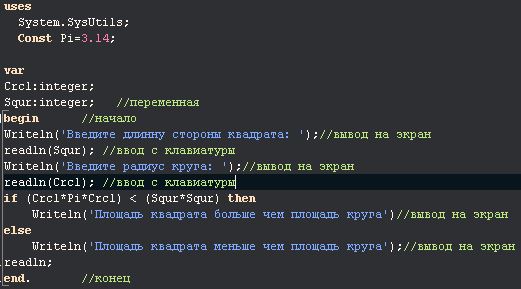 uses
System.SysUtils;
Const Pi=3.14;
var
Crcl:integer;
Squr:integer; //переменная
begin //начало
Writeln('Введите длинну стороны квадрата: ');//вывод на экран
readln(Squr); //ввод с клавиатуры
Writeln('Введите радиус круга: ');//вывод на экран
readln(Crcl); //ввод с клавиатуры
if (Crcl*Pi*Crcl) < (Squr*Squr) then
Writeln('Площадь квадрата больше чем площадь круга')//вывод на экран
else
Writeln('Площадь квадрата меньше чем площадь круга');//вывод на экран
readln;
end. //конец